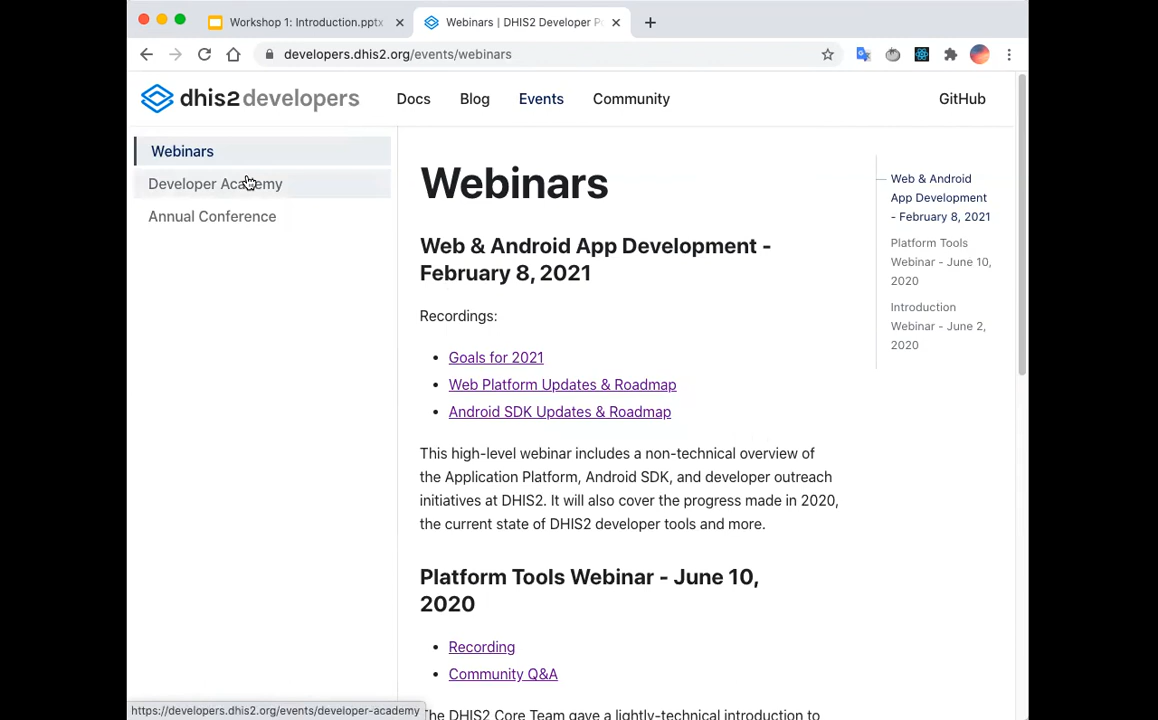 Workshop 1: Introduction.pptx
Webinars | DHIS2 Developer P
developers.dhis2.org/events/webinars
dhis2developers Docs Blog Events Community GitHub
Webinars
Developer Academy
Annual Conference
Webinars
Web & Android App Development -
February 8, 2021
Recordings:
• Goals for 2021
• Web Platform Updates & Roadmap
• Android SDK Updates & Roadmap
This high-level webinar includes a non-technical overview of
the Application Platform, Android SDK, and developer outreach
initiatives at DHIS2. It will also cover the progress made in 2020,
the current state of DHIS2 developer tools and more.
Platform Tools Webinar - June 10,
2020
• Recording
• Community Q&A
The DHIS2 Core Team gave a lightly-technical introduction to
Web & Android
App Development
- February 8, 2021
Platform Tools
Webinar - June 10,
2020
Introduction
Webinar - June 2,
2020
https://developers.dhis2.org/events/developer-academy